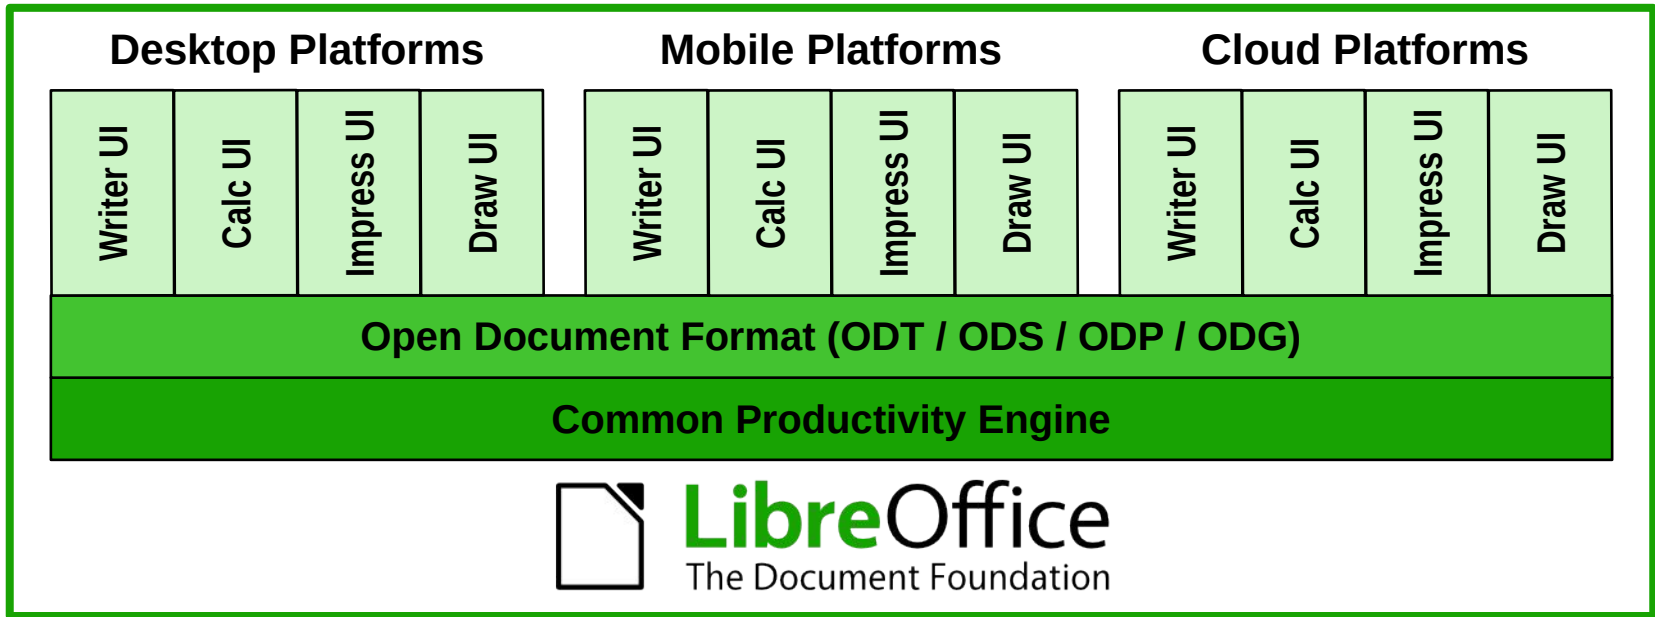 Desktop Platforms
Mobile Platforms
Cloud Platforms
Writer UI
Calc UI
Impress UI
Draw UI
Writer UI
Calc UI
Impress UI
Draw UI
Writer UI
Calc UI
Impress UI
Draw UI
Open Document Format (ODT / ODS / ODP / ODG)
Common Productivity Engine
LibreOffice
The Document Foundation